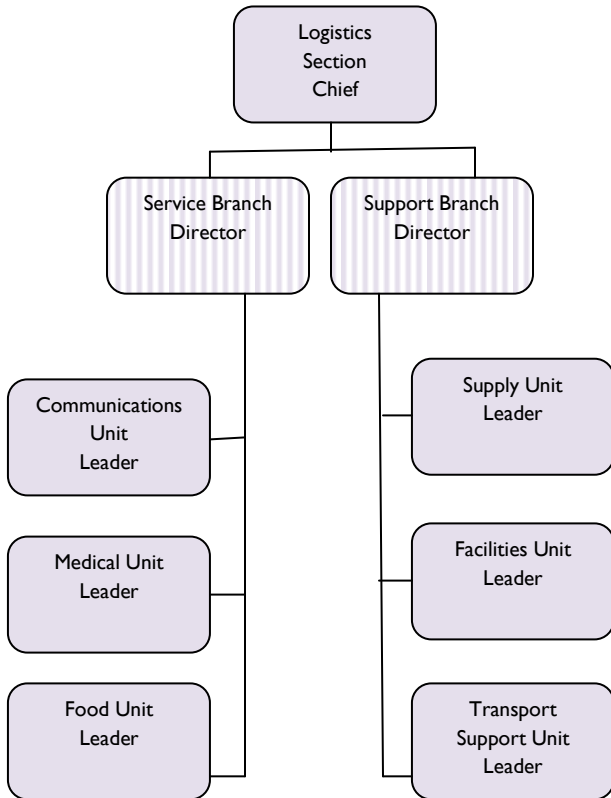 Logistics
Section
Chief
Service Branch
Director
Support Branch
Director
Communications
Unit
Leader
Supply Unit
Leader
Medical Unit
Leader
Facilities Unit
Leader
Food Unit
Leader
Transport
Support Unit
Leader